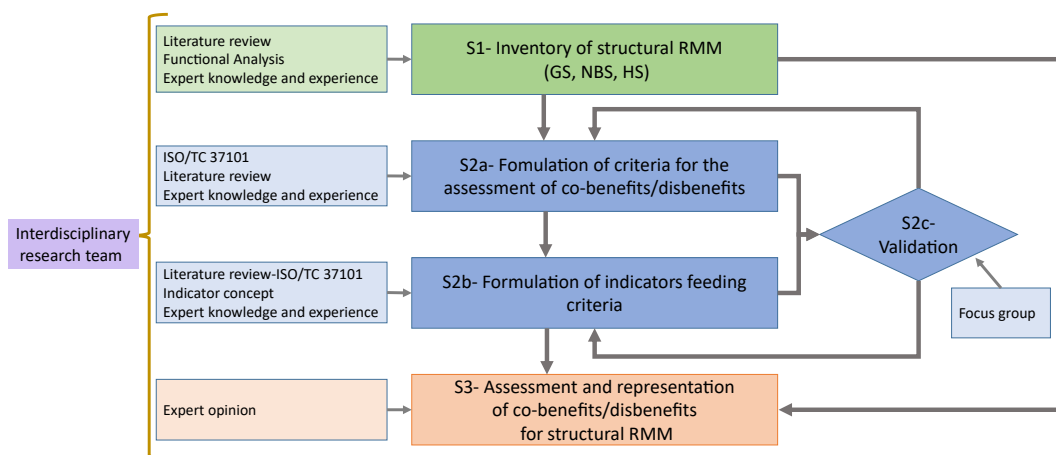 Literature review
Functional Analysis
Expert knowledge and experience
S1- Inventory of structural RMM
(GS, NBS, HS)
ISO/TC 37101
Literature review
Expert knowledge and experience
S2a- Fomulation of criteria for the
assessment of co-benefits/disbenefits
S2c-
Validation
Interdisciplinary
research team
Literature review-ISO/TC 37101
Indicator concept
Expert knowledge and experience
S2b- Formulation of indicators feeding
criteria
Focus group
Expert opinion
S3- Assessment and representation
of co-benefits/disbenefits
for structural RMM